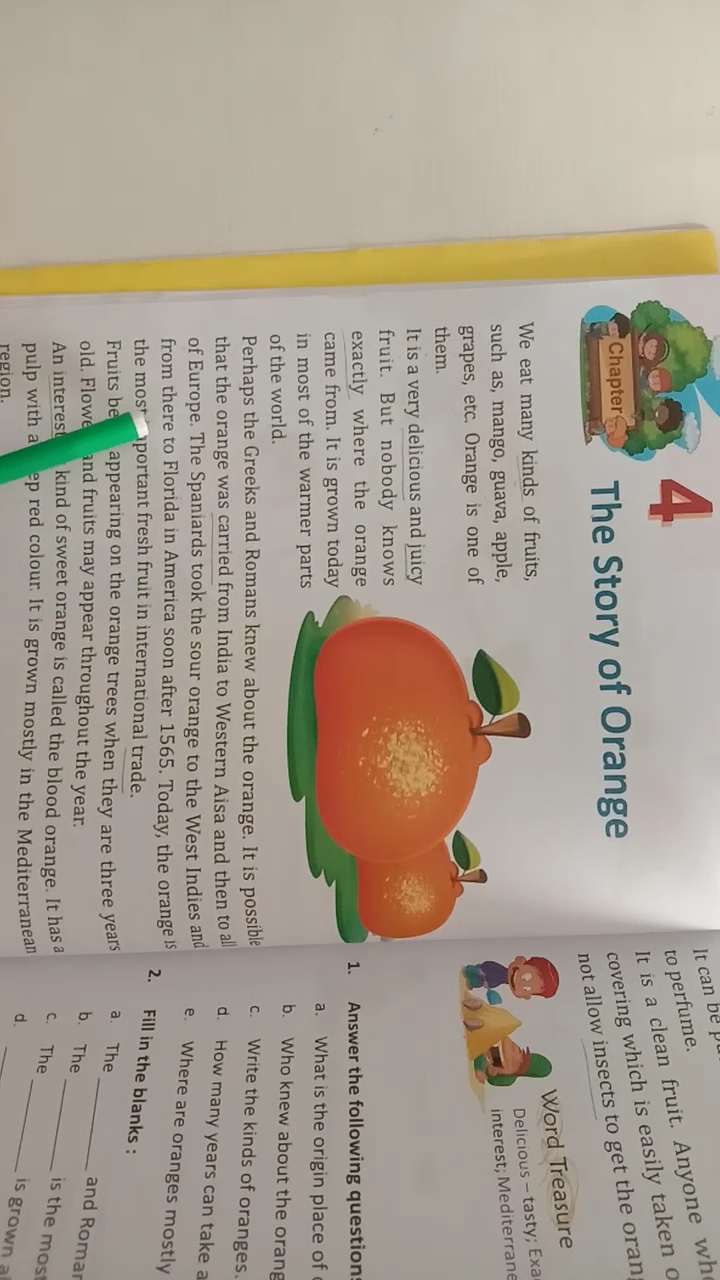 Chapter
4
The Story of Orange
We eat many kinds of fruits,
such as, mango, guava, apple,
grapes, etc. Orange is one of
them.
It is a very delicious and juicy
fruit. But nobody knows
exactly where the orange
came from. It is grown today
in most of the warmer parts
of the world.
Perhaps the Greeks and Romans knew about the orange. It is possible
that the orange was carried from India to Western Aisa and then to all
of Europe. The Spaniards took the sour orange to the West Indies and
from there to Florida in America soon after 1565. Today, the orange is
the most portant fresh fruit in international trade.
Fruits be appearing on the orange trees when they are three years
old. Flowe and fruits may appear throughout the year.
An interest kind of sweet orange is called the blood orange. It has a
pulp with a ep red colour. It is grown mostly in the Mediterranean
region.
It can be
to perfume.
It is a clean fruit. Anyone wh
covering which is easily taken o
not allow insects to get the oran
Word Treasure
Delicious – tasty; Exa
interest; Mediterrane
1. Answer the following questions
a. What is the origin place of
b. Who knew about the orang
c. Write the kinds of oranges.
d. How many years can take a
e. Where are oranges mostly
2. Fill in the blanks :
a. The ________ and Roman
b. The ________ is the most
c. The ________ is grown a
d. ________